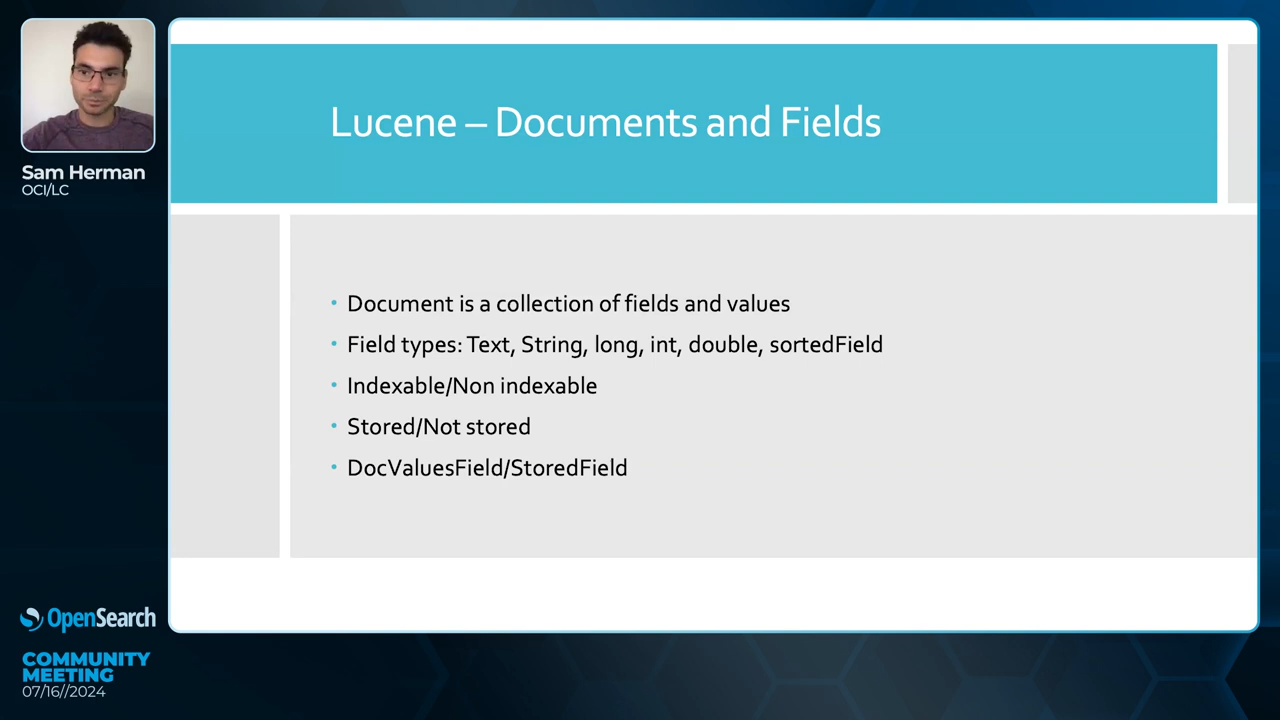 Sam Herman
OCI/LC
Lucene – Documents and Fields
• Document is a collection of fields and values
• Field types: Text, String, long, int, double, sortedField
• Indexable/Non indexable
• Stored/Not stored
• DocValuesField/StoredField
OpenSearch
COMMUNITY
MEETING
07/16//2024